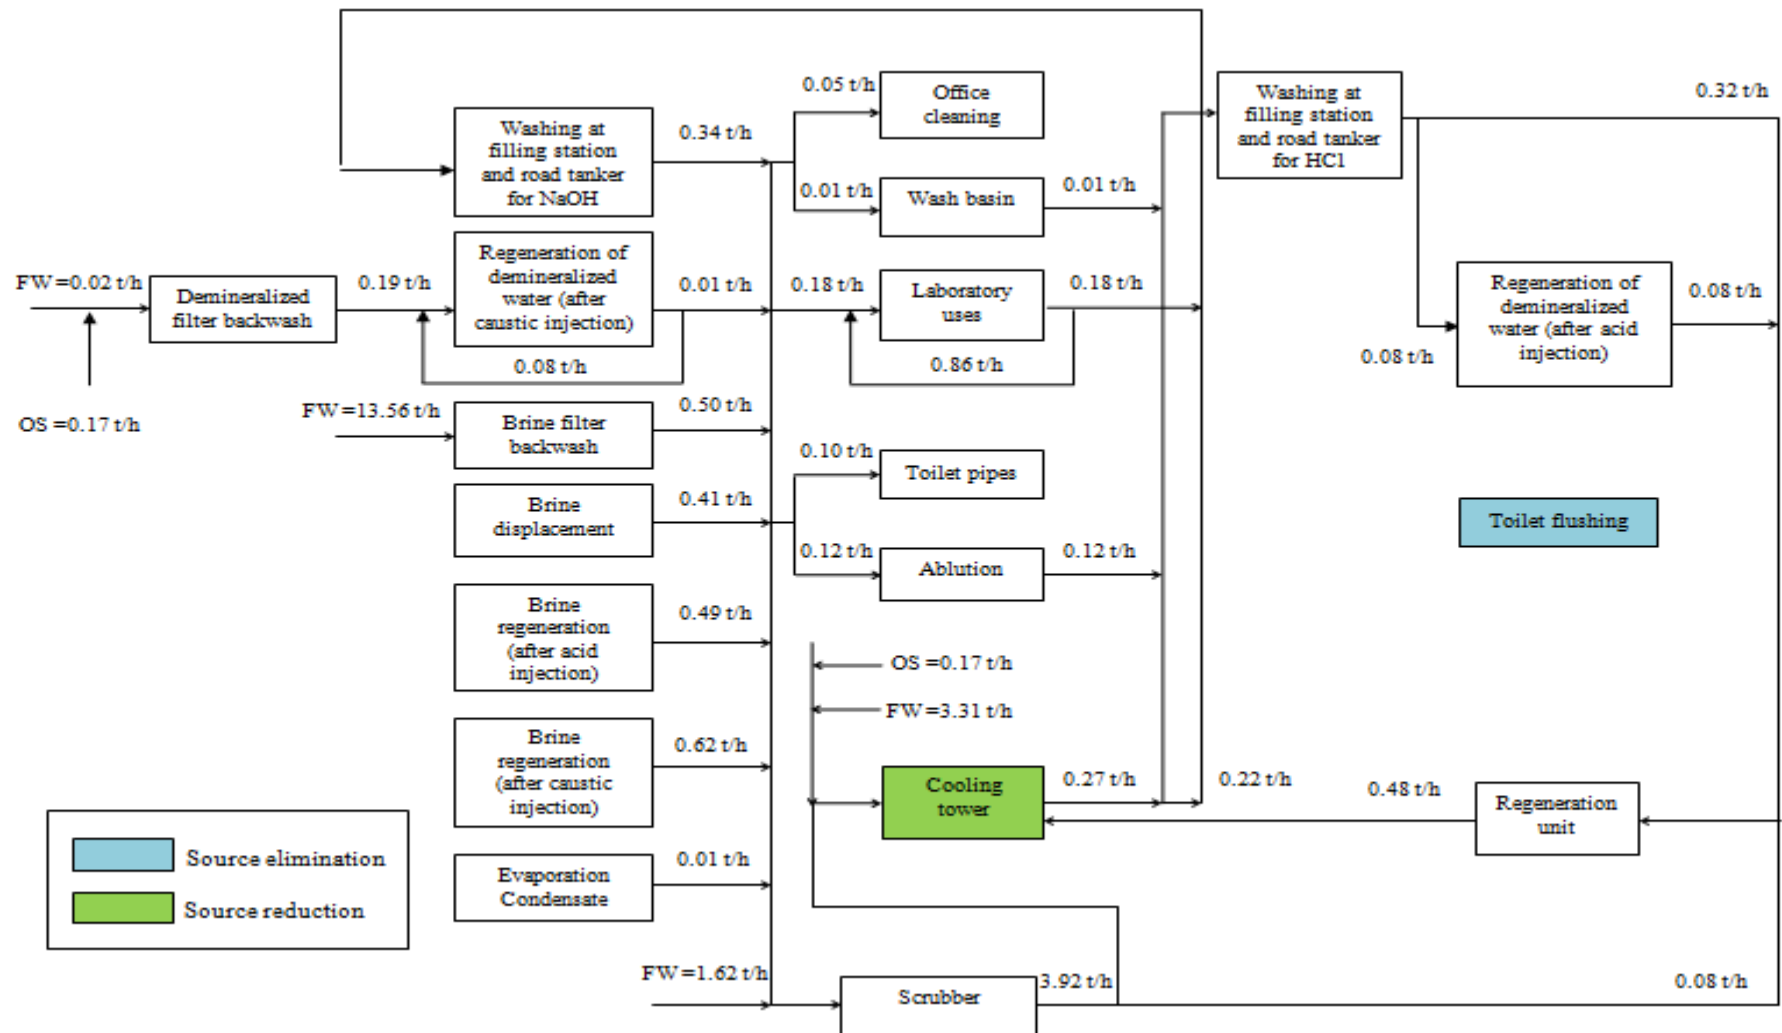 0.05 t/h
Office
cleaning
Washing at
filling station
and road tanker
for HCl
0.32 t/h
Washing at
filling station
and road tanker
for NaOH
0.34 t/h
0.01 t/h
Wash basin
0.01 t/h
FW=0.02 t/h
Demineralized
filter backwash
0.19 t/h
Regeneration of
demineralized
water (after
caustic injection)
0.01 t/h
0.18 t/h
Laboratory
uses
0.18 t/h
Regeneration of
demineralized
water (after acid
injection)
0.08 t/h
0.08 t/h
0.08 t/h
0.86 t/h
OS =0.17 t/h
FW=13.56 t/h
Brine filter
backwash
0.50 t/h
0.10 t/h
Toilet pipes
Brine
displacement
0.41 t/h
Toilet flushing
0.12 t/h
Ablution
0.12 t/h
Brine
regeneration
(after acid
injection)
0.49 t/h
OS =0.17 t/h
FW=3.31 t/h
Brine
regeneration
(after caustic
injection)
0.62 t/h
Cooling
tower
0.27 t/h
0.22 t/h
0.48 t/h
Regeneration
unit
Source elimination
Source reduction
Evaporation
Condensate
0.01 t/h
FW=1.62 t/h
Scrubber
3.92 t/h
0.08 t/h